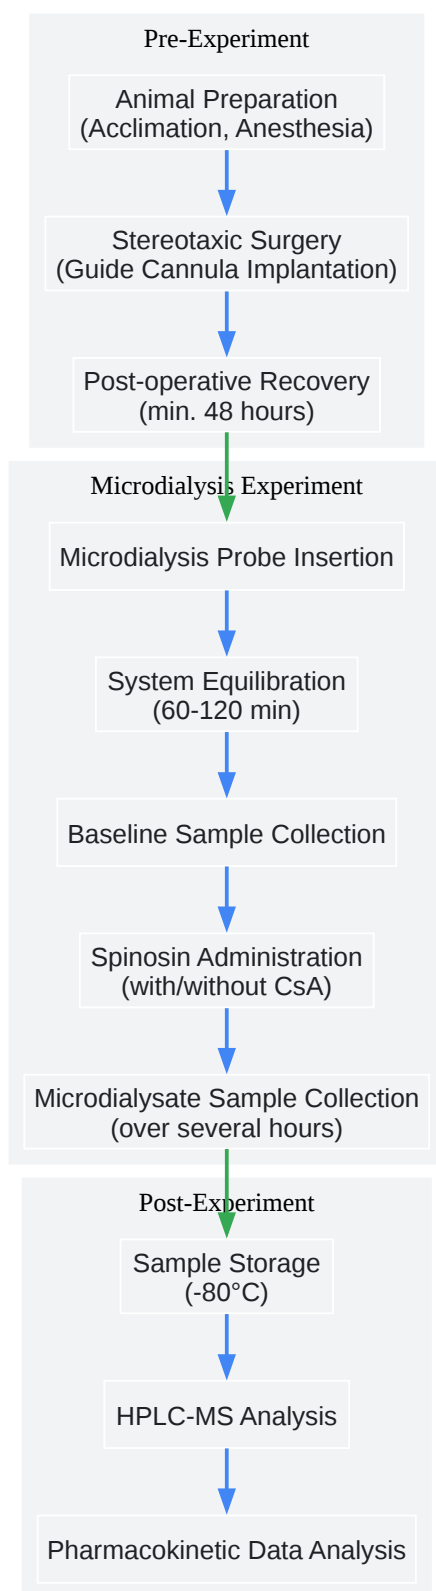 Pre-Experiment
Animal Preparation
(Acclimation, Anesthesia)
Stereotaxic Surgery
(Guide Cannula Implantation)
Post-operative Recovery
(min. 48 hours)
Microdialysis Experiment
Microdialysis Probe Insertion
System Equilibration
(60-120 min)
Baseline Sample Collection
Spinosin Administration
(with/without CsA)
Microdialysate Sample Collection
(over several hours)
Post-Experiment
Sample Storage
(-80°C)
HPLC-MS Analysis
Pharmacokinetic Data Analysis